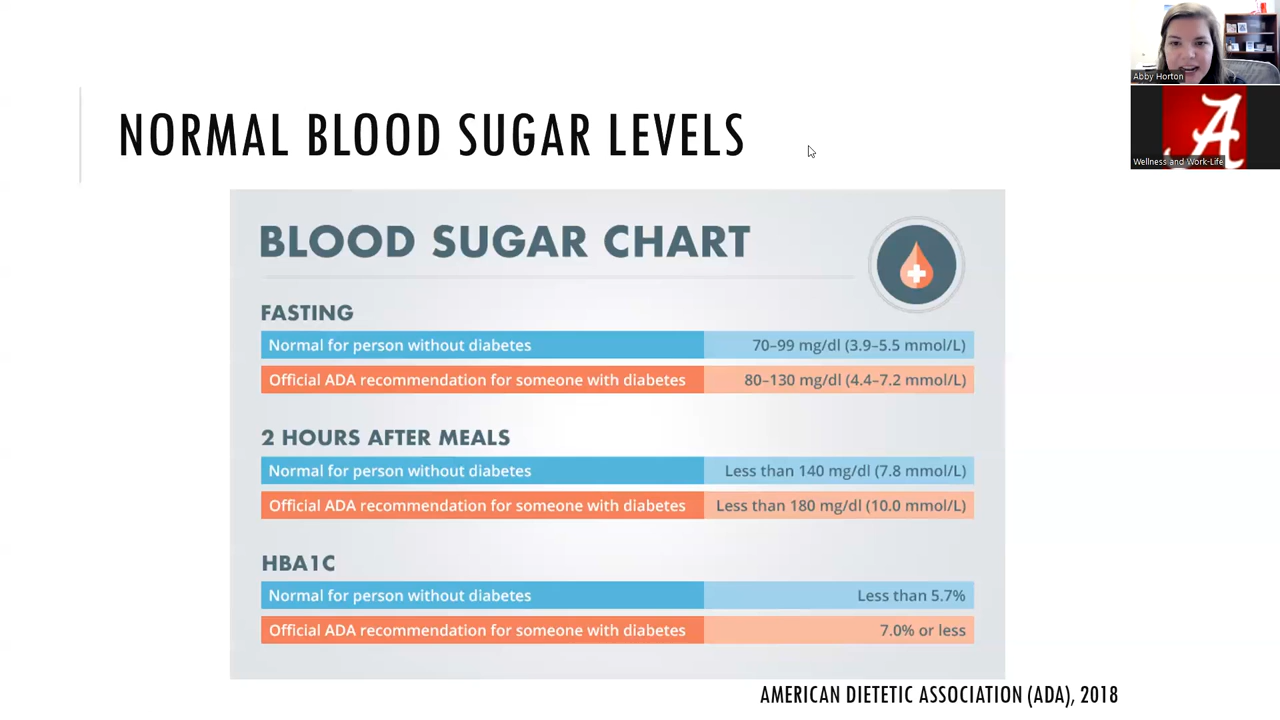 NORMAL BLOOD SUGAR LEVELS
Abby Horton
A
Wellness and Work-Life
BLOOD SUGAR CHART
FASTING
Normal for person without diabetes 70–99 mg/dl (3.9–5.5 mmol/L)
Official ADA recommendation for someone with diabetes 80–130 mg/dl (4.4–7.2 mmol/L)
2 HOURS AFTER MEALS
Normal for person without diabetes Less than 140 mg/dl (7.8 mmol/L)
Official ADA recommendation for someone with diabetes Less than 180 mg/dl (10.0 mmol/L)
HBA1C
Normal for person without diabetes Less than 5.7%
Official ADA recommendation for someone with diabetes 7.0% or less
AMERICAN DIETETIC ASSOCIATION (ADA), 2018